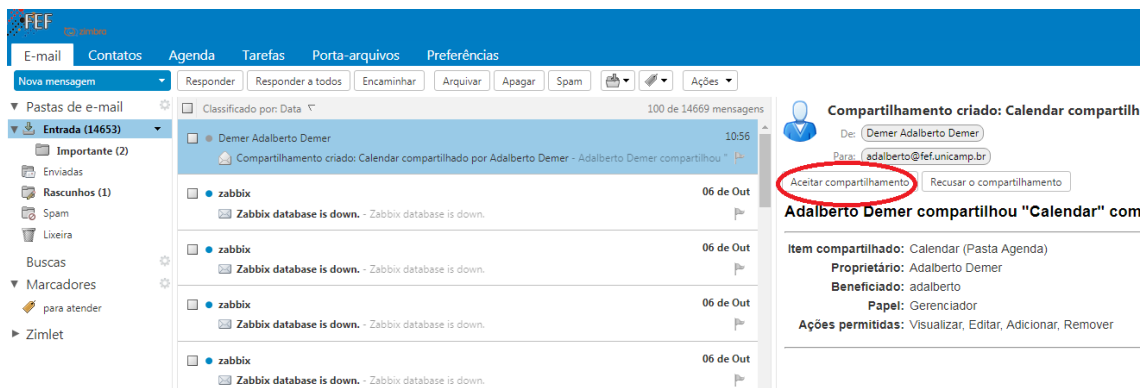 FEF
zimbra
E-mail Contatos Agenda Tarefas Porta-arquivos Preferências
Nova mensagem
Pastas de e-mail
Entrada (14653)
Importante (2)
Enviadas
Rascunhos (1)
Spam
Lixeira
Buscas
Marcadores
para atender
Zimlet
Responder Responder a todos Encaminhar Arquivar Apagar Spam Ações
Classificado por: Data 100 de 14669 mensagens
Demer Adalberto Demer 10:56
Compartilhamento criado: Calendar compartilhado por Adalberto Demer - Adalberto Demer compartilhou "
zabbix 06 de Out
Zabbix database is down. - Zabbix database is down.
zabbix 06 de Out
Zabbix database is down. - Zabbix database is down.
zabbix 06 de Out
Zabbix database is down. - Zabbix database is down.
zabbix 06 de Out
Zabbix database is down. - Zabbix database is down.
Compartilhamento criado: Calendar compartilh
De: Demer Adalberto Demer
Para: adalberto@fef.unicamp.br
Aceitar compartilhamento Recusar o compartilhamento
Adalberto Demer compartilhou "Calendar" com
Item compartilhado: Calendar (Pasta Agenda)
Proprietário: Adalberto Demer
Beneficiado: adalberto
Papel: Gerenciador
Ações permitidas: Visualizar, Editar, Adicionar, Remover